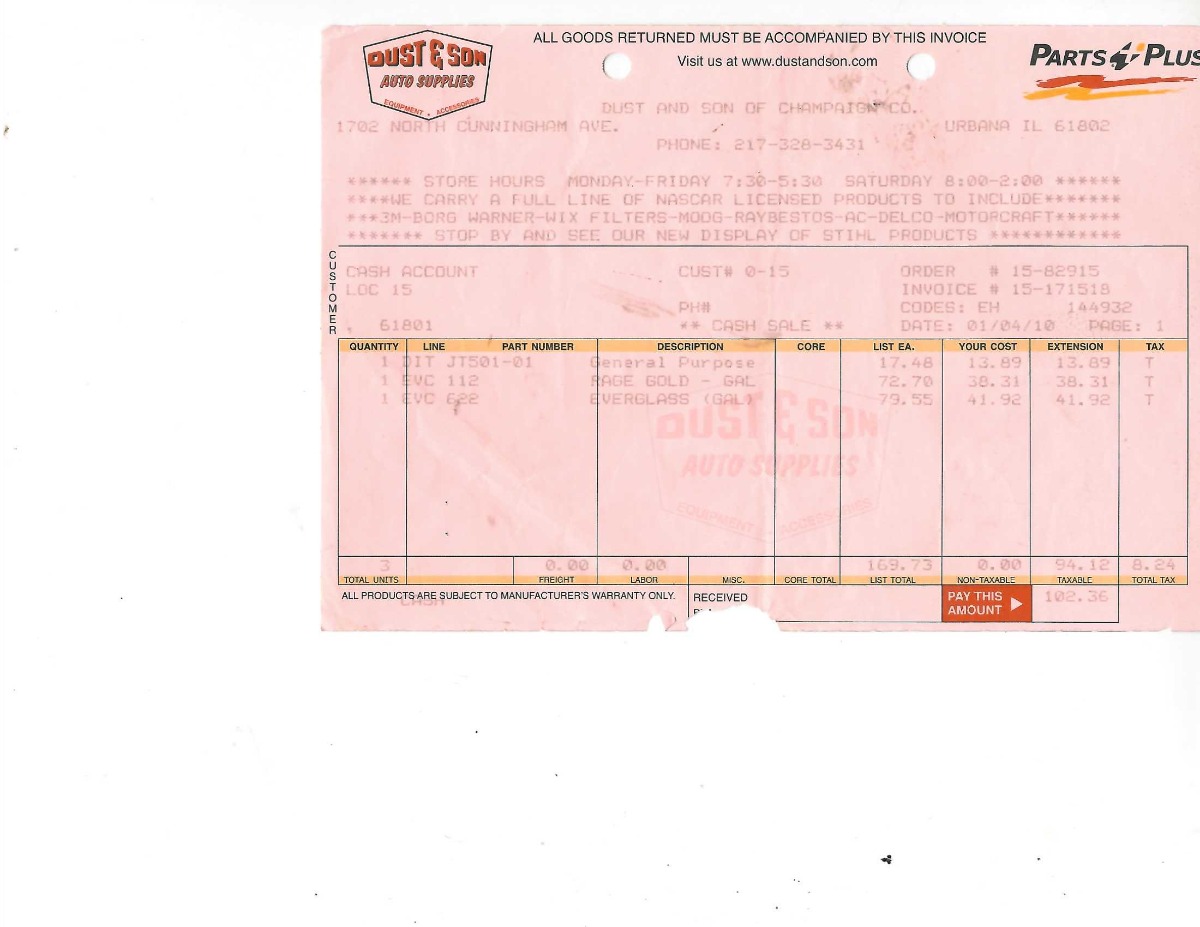 DUST & SON
AUTO SUPPLIES
EQUIPMENT . ACCESSORIES
ALL GOODS RETURNED MUST BE ACCOMPANIED BY THIS INVOICE
Visit us at www.dustandson.com
PARTS PLUS
DUST AND SON OF CHAMPAIGN CO.
1702 NORTH CUNNINGHAM AVE. URBANA IL 61802
PHONE: 217-328-3431
****** STORE HOURS MONDAY-FRIDAY 7:30-5:30 SATURDAY 8:00-2:00 ******
****WE CARRY A FULL LINE OF NASCAR LICENSED PRODUCTS TO INCLUDE*******
***3M-BORG WARNER-WIX FILTERS-MOOG-RAYBESTOS-AC-DELCO-MOTORCRAFT******
******* STOP BY AND SEE OUR NEW DISPLAY OF STIHL PRODUCTS ************
CUSTOMER
CASH ACCOUNT CUST# 0-15 ORDER # 15-82915
LOC 15 INVOICE # 15-171518
PH# CODES: EH 144932
, 61801 ** CASH SALE ** DATE: 01/04/10 PAGE: 1
QUANTITY LINE PART NUMBER DESCRIPTION CORE LIST EA. YOUR COST EXTENSION TAX
1 DIT JT501-01 General Purpose 17.48 13.89 13.89 T
1 EVC 112 RAGE GOLD - GAL 72.70 38.31 38.31 T
1 EVC 622 EVERGLASS (GAL) 79.55 41.92 41.92 T
DUST & SON
AUTO SUPPLIES
EQUIPMENT . ACCESSORIES
3 0.00 0.00 169.73 0.00 94.12 8.24
TOTAL UNITS FREIGHT LABOR MISC. CORE TOTAL LIST TOTAL NON-TAXABLE TAXABLE TOTAL TAX
ALL PRODUCTS ARE SUBJECT TO MANUFACTURER'S WARRANTY ONLY. RECEIVED PAY THIS AMOUNT 102.36
CASH